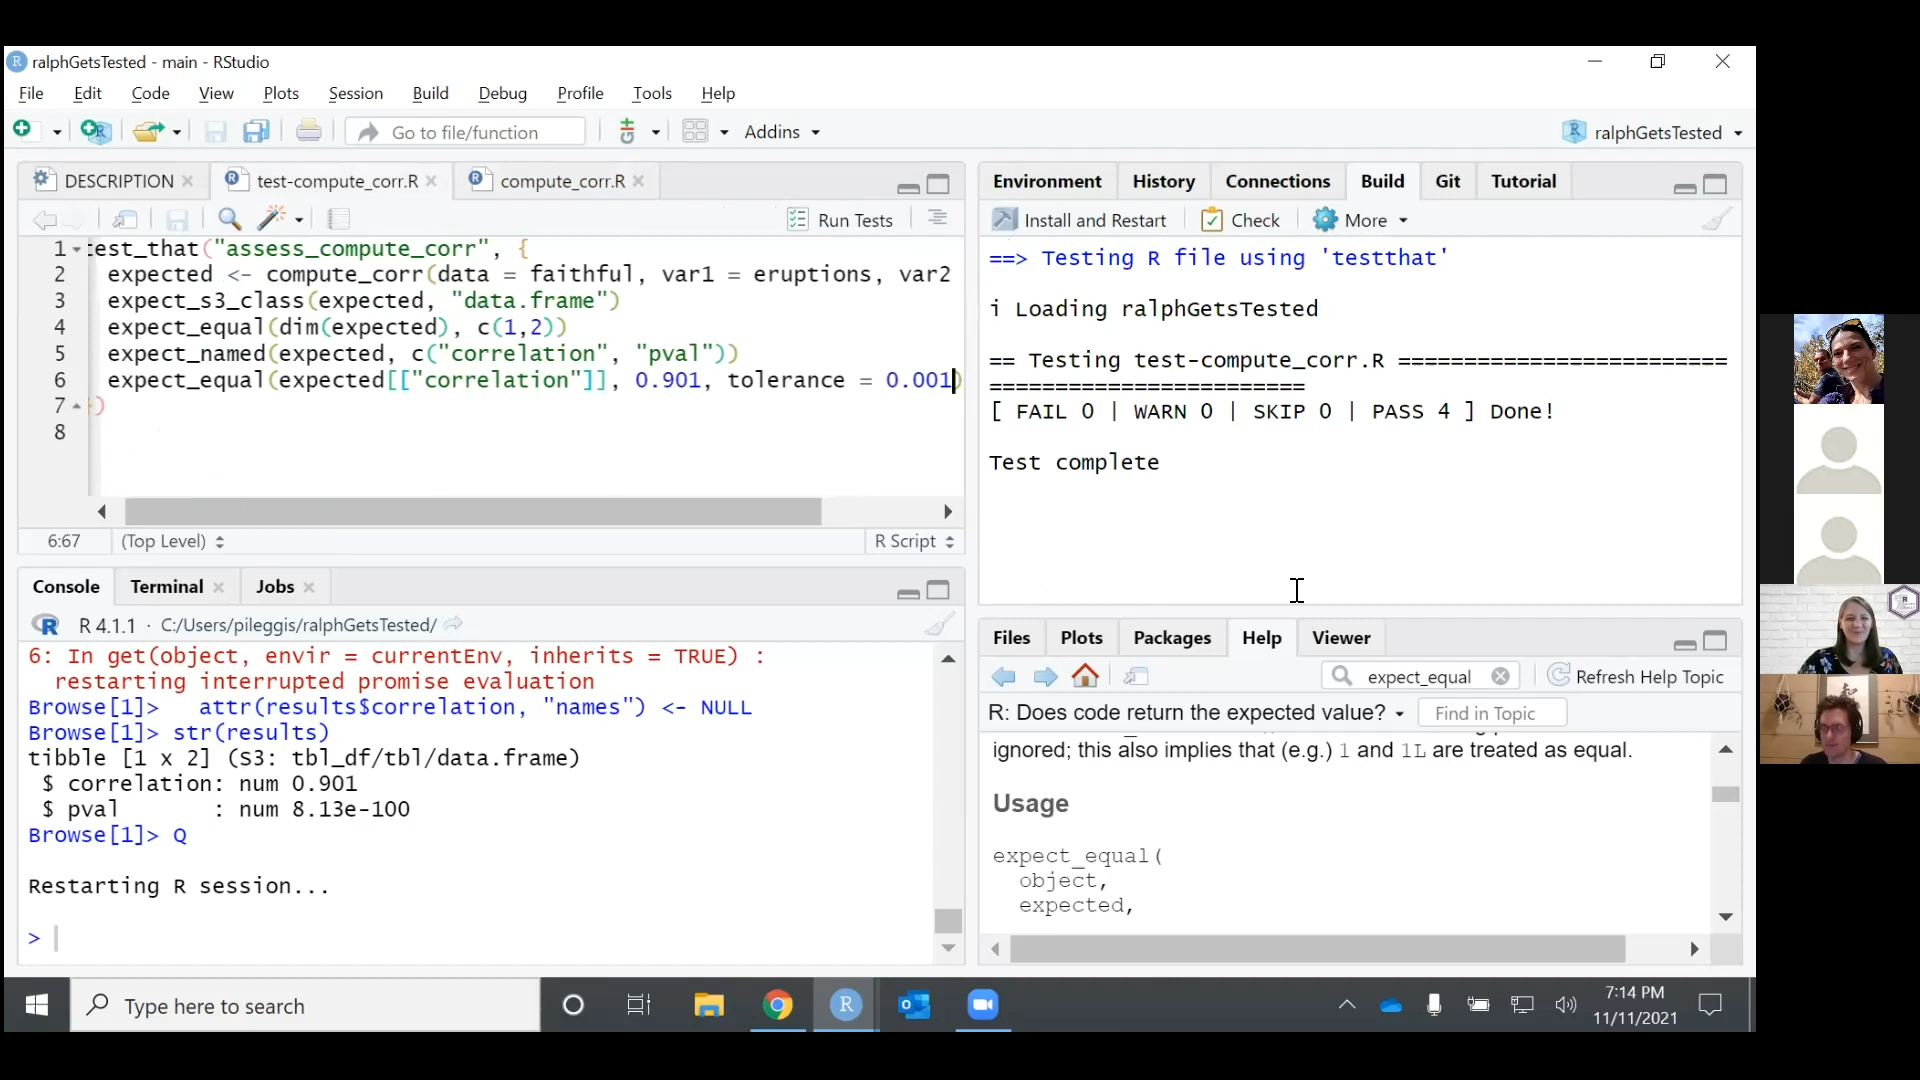 ralphGetsTested - main - RStudio
File Edit Code View Plots Session Build Debug Profile Tools Help
Go to file/function Addins ralphGetsTested
DESCRIPTION test-compute_corr.R compute_corr.R
Run Tests
1 test_that("assess_compute_corr", {
2 expected <- compute_corr(data = faithful, var1 = eruptions, var2
3 expect_s3_class(expected, "data.frame")
4 expect_equal(dim(expected), c(1,2))
5 expect_named(expected, c("correlation", "pval"))
6 expect_equal(expected[["correlation"]], 0.901, tolerance = 0.001)
7 })
8
6:67 (Top Level) R Script
Console Terminal Jobs
R 4.1.1 · C:/Users/pileggis/ralphGetsTested/
6: In get(object, envir = currentEnv, inherits = TRUE) :
restarting interrupted promise evaluation
Browse[1]> attr(results$correlation, "names") <- NULL
Browse[1]> str(results)
tibble [1 x 2] (S3: tbl_df/tbl/data.frame)
$ correlation: num 0.901
$ pval : num 8.13e-100
Browse[1]> Q
Restarting R session...
>
Environment History Connections Build Git Tutorial
Install and Restart Check More
==> Testing R file using 'testthat'
i Loading ralphGetsTested
== Testing test-compute_corr.R =========================
========================
[ FAIL 0 | WARN 0 | SKIP 0 | PASS 4 ] Done!
Test complete
Files Plots Packages Help Viewer
expect_equal Refresh Help Topic
R: Does code return the expected value? Find in Topic
ignored; this also implies that (e.g.) 1 and 1L are treated as equal.
Usage
expect_equal(
object,
expected,
Type here to search
7:14 PM
11/11/2021